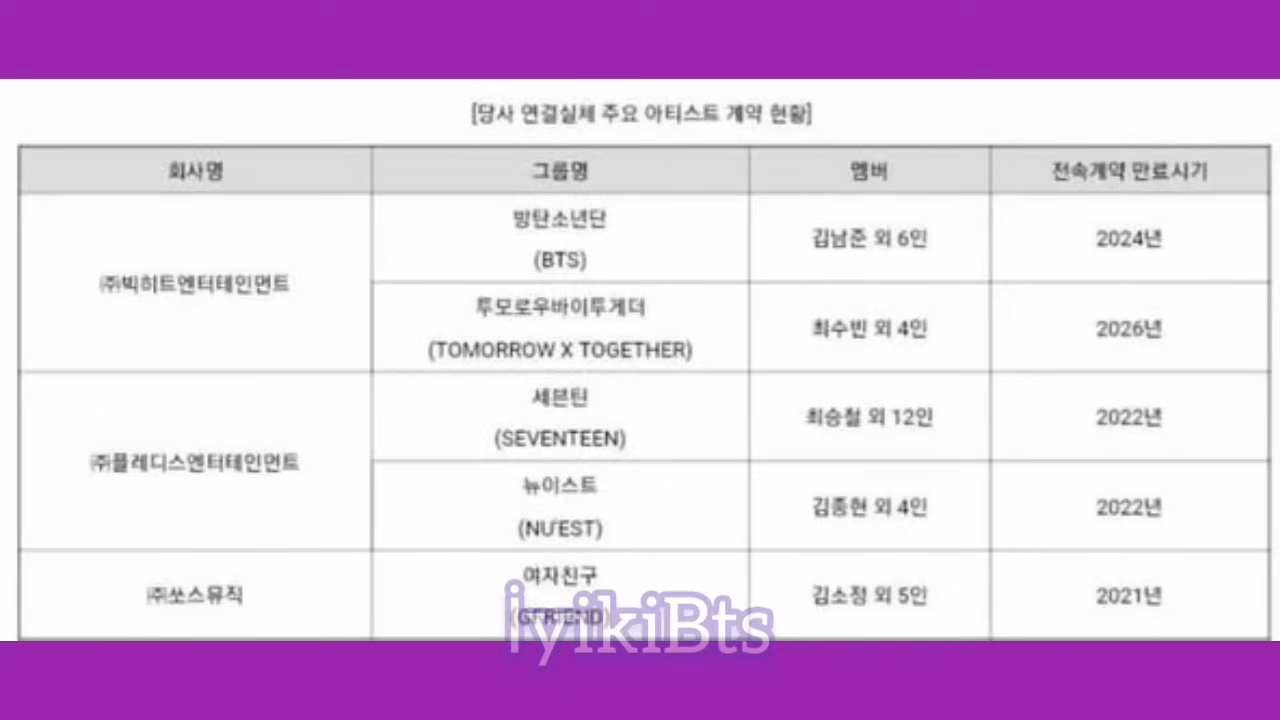 [당사 연결실체 주요 아티스트 계약 현황]
회사명 그룹명 멤버 전속계약 만료시기
㈜빅히트엔터테인먼트
방탄소년단
(BTS)
김남준 외 6인 2024년
투모로우바이투게더
(TOMORROW X TOGETHER)
최수빈 외 4인 2026년
㈜플레디스엔터테인먼트
세븐틴
(SEVENTEEN)
최승철 외 12인 2022년
뉴이스트
(NU'EST)
김종현 외 4인 2022년
㈜쏘스뮤직
여자친구
(GFRIEND)
김소정 외 5인 2021년
İyikiBts